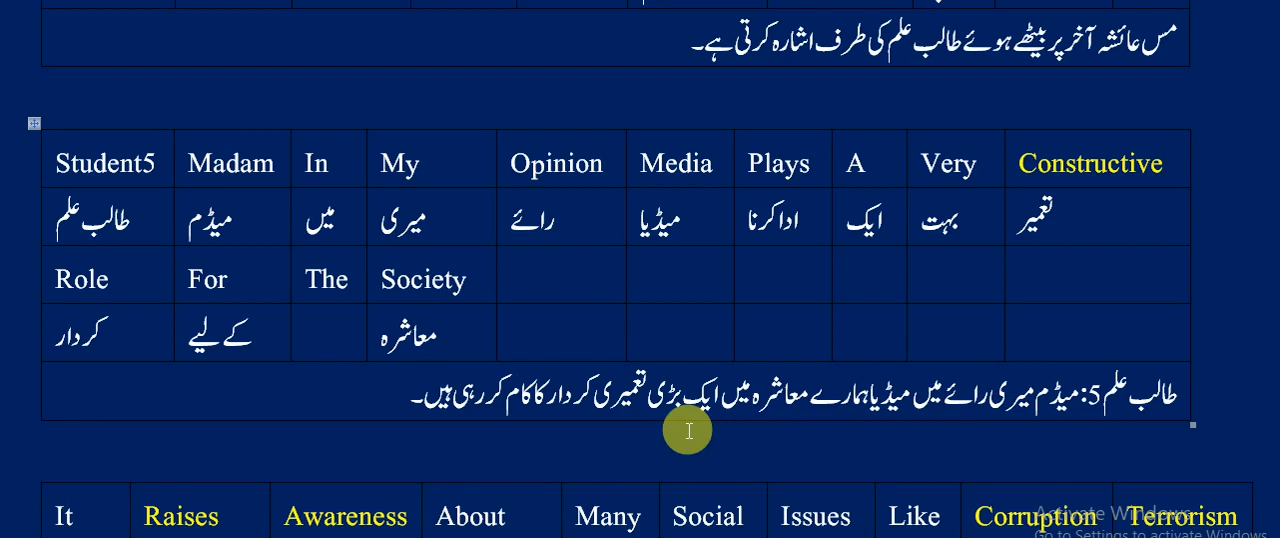 مس عائشہ آخر پر بیٹھے ہوئے طالب علم کی طرف اشارہ کرتی ہے۔
Student5 Madam In My Opinion Media Plays A Very Constructive
طالب علم میڈم میں میری رائے میڈیا ادا کرنا ایک بہت تعمیر
Role For The Society
کردار کے لیے معاشرہ
طالب علم 5: میڈم میری رائے میں میڈیا ہمارے معاشرہ میں ایک بڑی تعمیری کردار کا کام کر رہی ہیں۔
It Raises Awareness About Many Social Issues Like Corruption Terrorism
Activate Windows
Go to Settings to activate Windows.